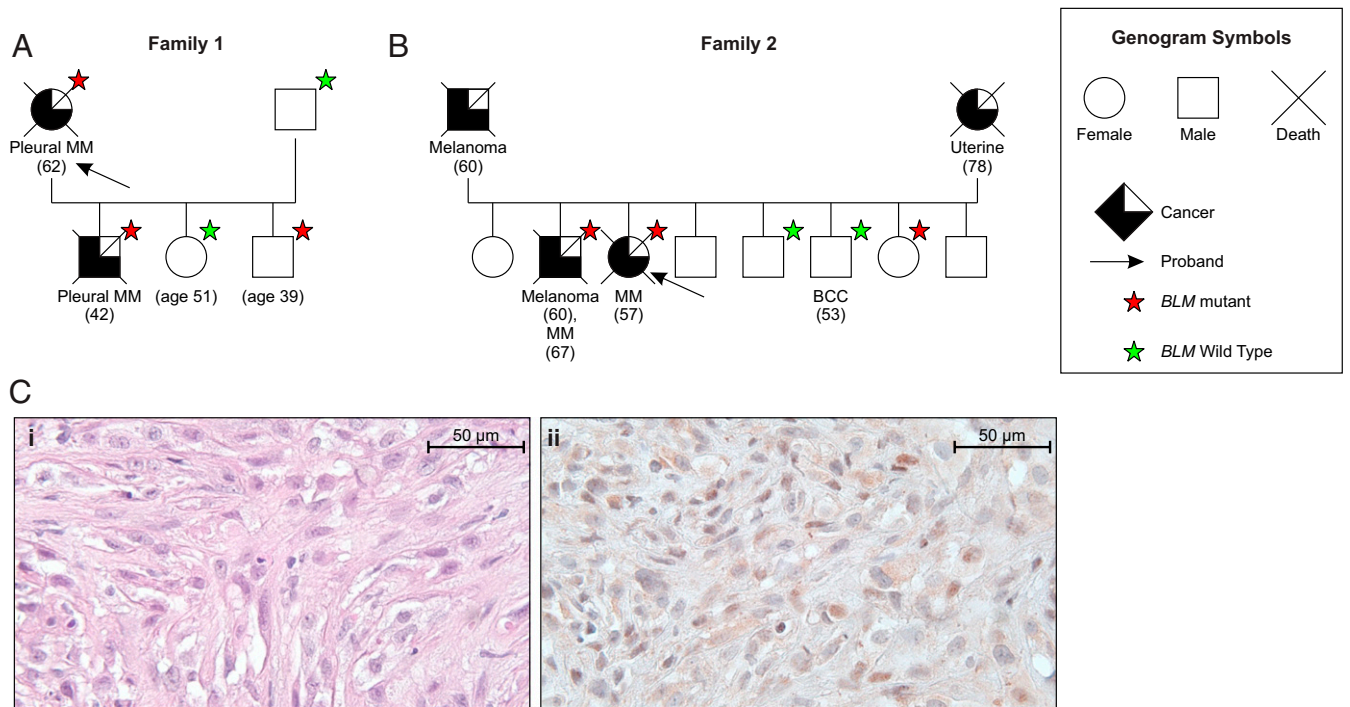 A
Family 1
Pleural MM
(62)
Pleural MM
(42)
(age 51)
(age 39)
B
Family 2
Melanoma
(60)
Uterine
(78)
Melanoma
(60),
MM
(67)
MM
(57)
BCC
(53)
Genogram Symbols
Female
Male
Death
Cancer
Proband
BLM mutant
BLM Wild Type
C
i
50 µm
ii
50 µm